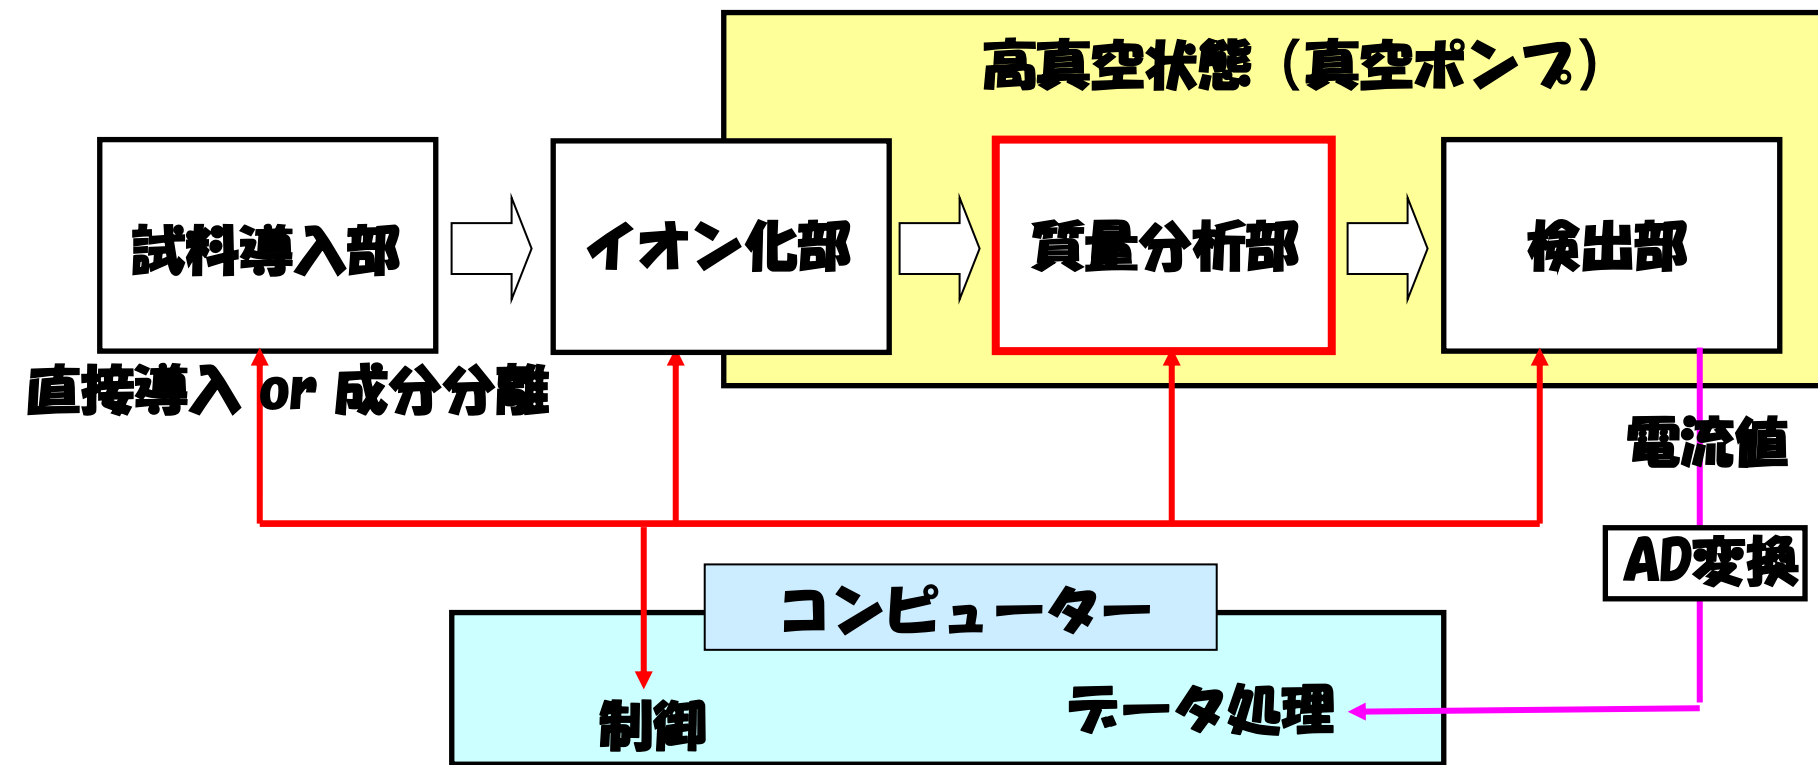 高真空状態（真空ポンプ）
試料導入部
イオン化部
質量分析部
検出部
直接導入 or 成分分離
電流値
AD変換
コンピューター
制御
データ処理